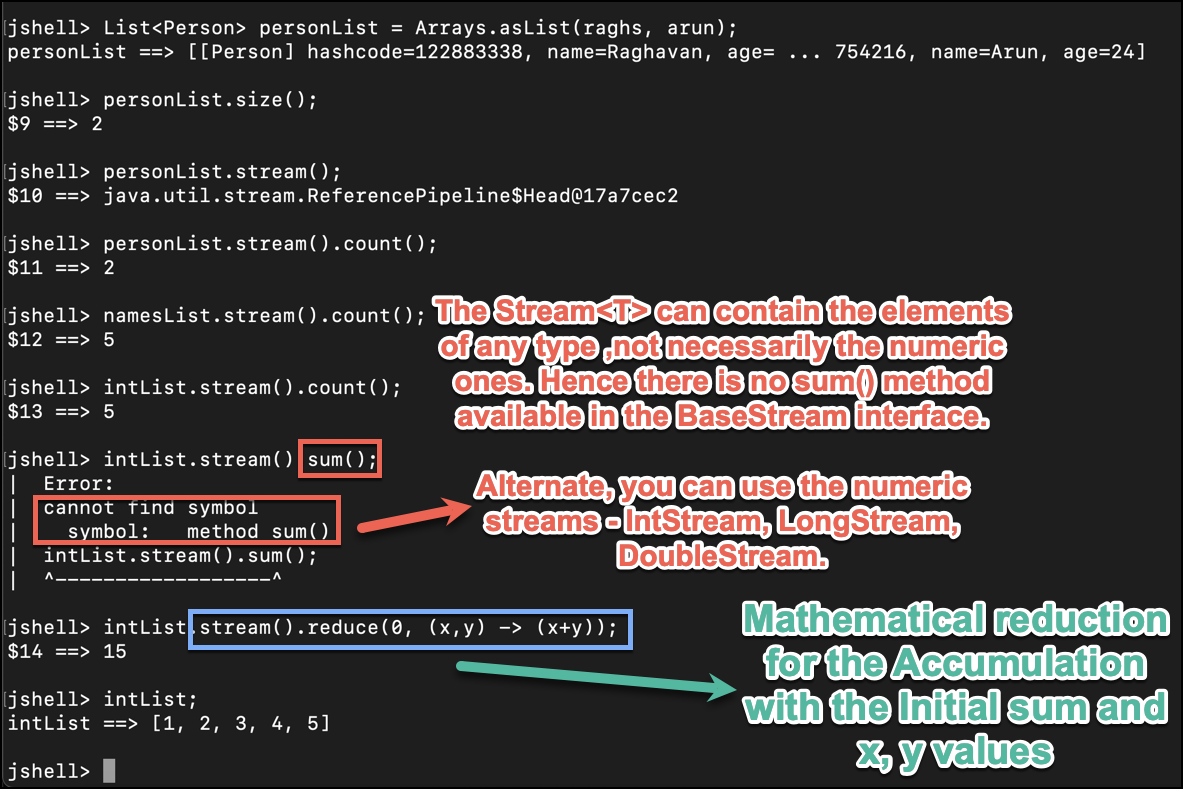 jshell> List<Person> personList = Arrays.asList(raghs, arun);
personList ==> [[Person] hashcode=122883338, name=Raghavan, age= ... 754216, name=Arun, age=24]
jshell> personList.size();
$9 ==> 2
jshell> personList.stream();
$10 ==> java.util.stream.ReferencePipeline$Head@17a7cec2
jshell> personList.stream().count();
$11 ==> 2
jshell> namesList.stream().count();
$12 ==> 5
The Stream<T> can contain the elements
of any type ,not necessarily the numeric
ones. Hence there is no sum() method
available in the BaseStream interface.
jshell> intList.stream().count();
$13 ==> 5
jshell> intList.stream() sum();
|  Error:
|  cannot find symbol
|    symbol:   method sum()
|  intList.stream().sum();
|  ^------------------^
Alternate, you can use the numeric
streams - IntStream, LongStream,
DoubleStream.
jshell> intList.stream().reduce(0, (x,y) -> (x+y));
$14 ==> 15
Mathematical reduction
for the Accumulation
with the Initial sum and
x, y values
jshell> intList;
intList ==> [1, 2, 3, 4, 5]
jshell>